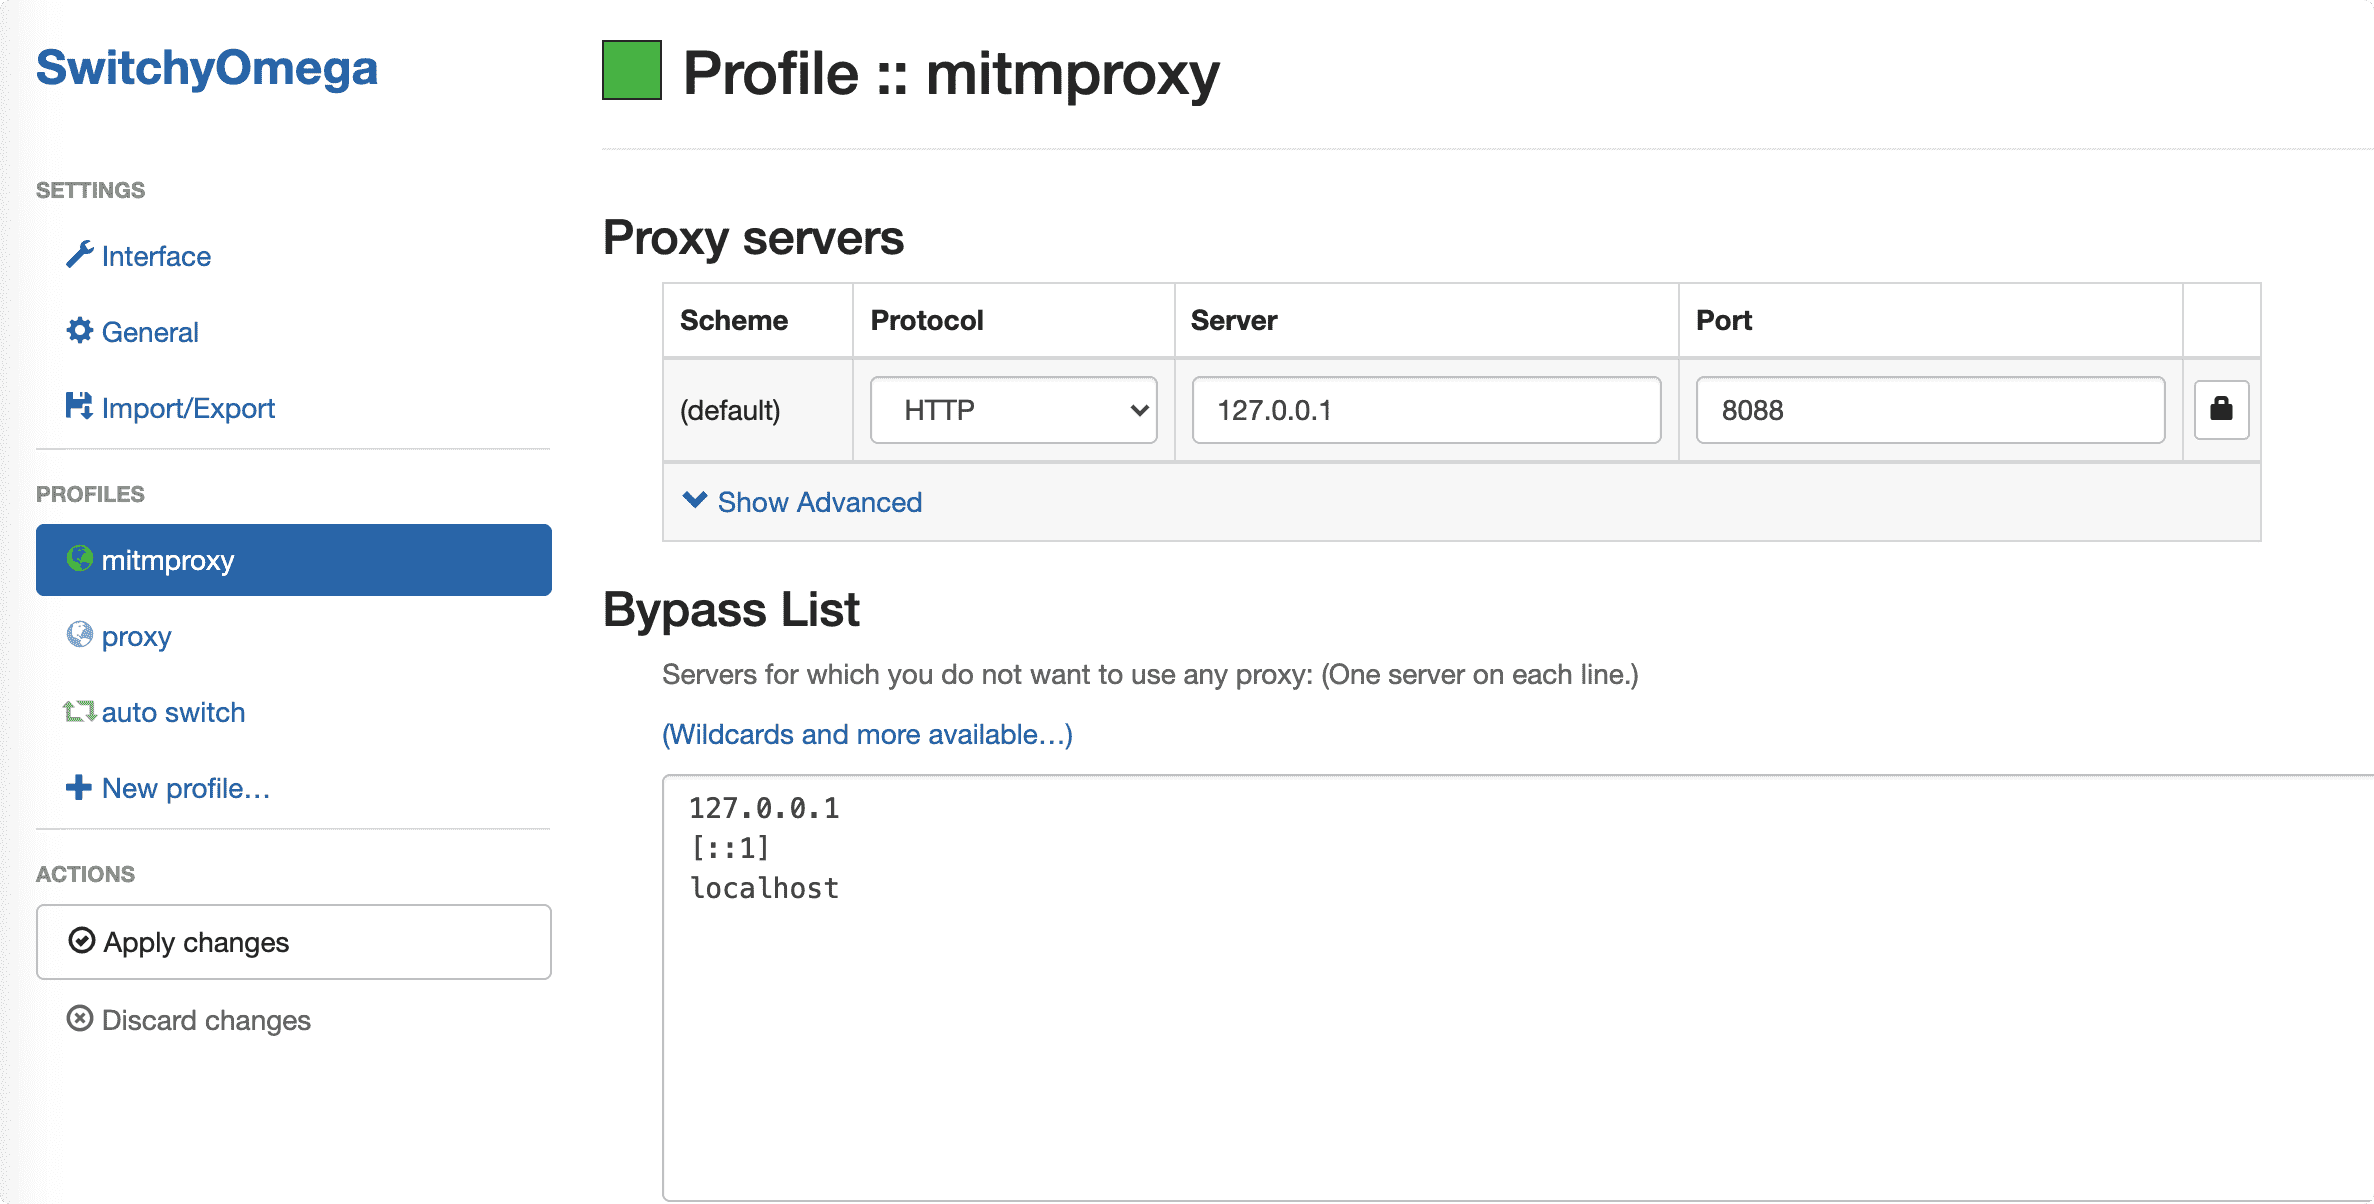 SwitchyOmega
SETTINGS
Interface
General
Import/Export
PROFILES
mitmproxy
proxy
auto switch
New profile…
ACTIONS
Apply changes
Discard changes
Profile :: mitmproxy
Proxy servers
Scheme Protocol Server Port
(default) HTTP 127.0.0.1 8088
Show Advanced
Bypass List
Servers for which you do not want to use any proxy: (One server on each line.)
(Wildcards and more available…)
127.0.0.1
[::1]
localhost